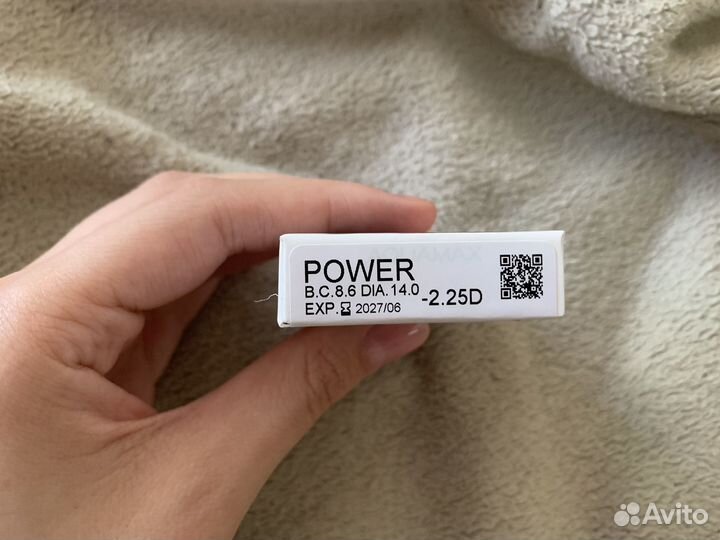 POWER
B.C.8.6 DIA.14.0
-2.25D
EXP. 2027/06
Avito